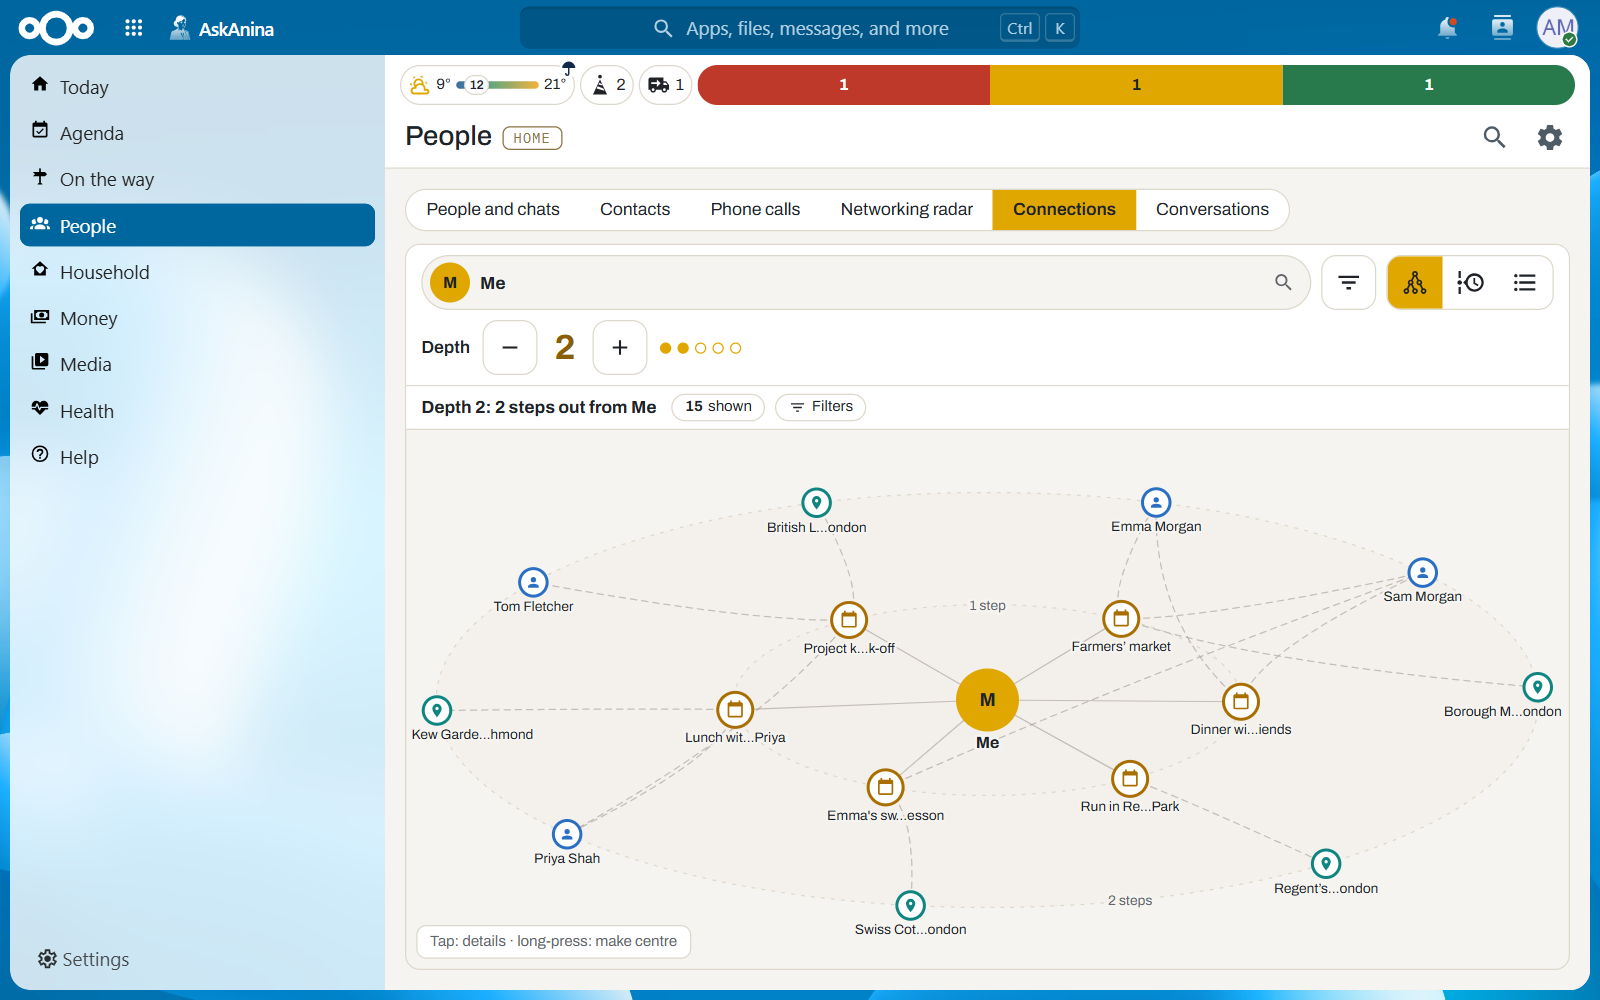 AskAnina
Apps, files, messages, and more
Ctrl
K
AM
Today
Agenda
On the way
People
Household
Money
Media
Health
Help
Settings
9°
12
21°
2
1
1
1
1
People
HOME
People and chats
Contacts
Phone calls
Networking radar
Connections
Conversations
M
Me
Depth
2
Depth 2: 2 steps out from Me
15 shown
Filters
British L…ondon
Emma Morgan
Tom Fletcher
Sam Morgan
1 step
Project k…k-off
Farmers’ market
M
Me
Kew Garde…hmond
Lunch wit…Priya
Dinner wi…iends
Borough M…ondon
Emma's sw…esson
Run in Re…Park
Priya Shah
Regent’s…ondon
2 steps
Swiss Cot…ondon
Tap: details · long-press: make centre